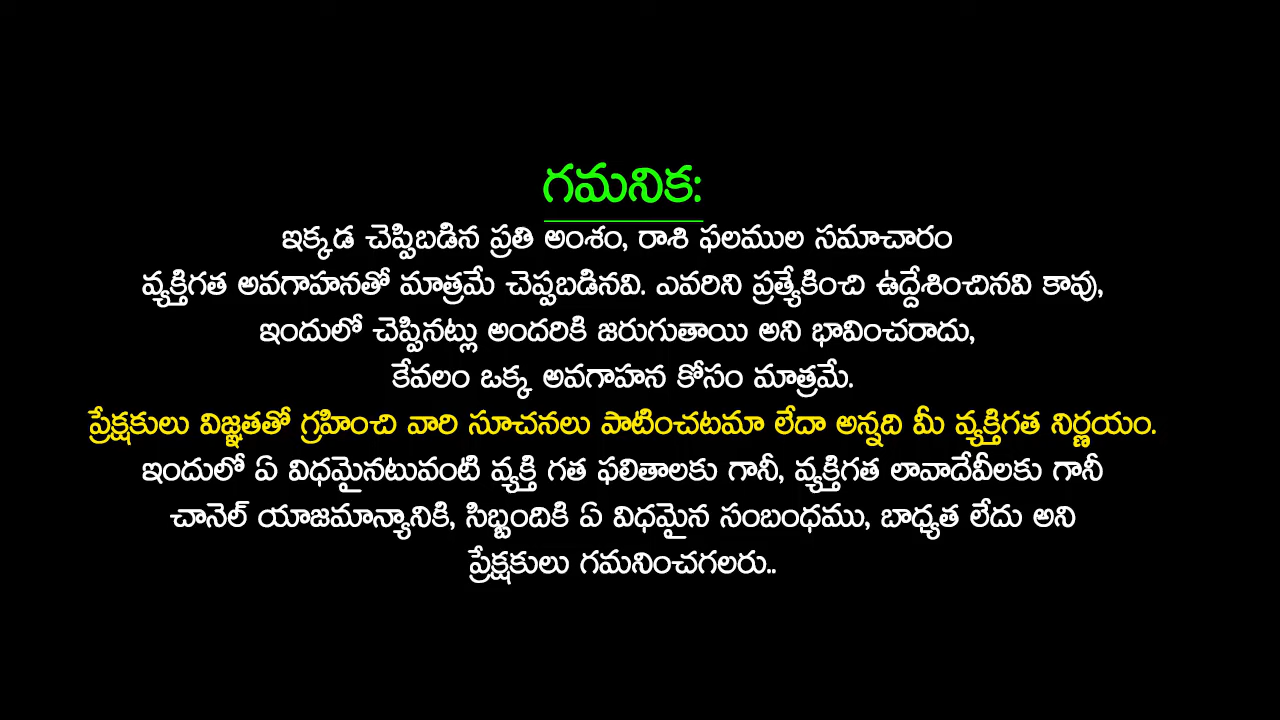 గమనిక:
ఇక్కడ చెప్పిబడిన ప్రతి అంశం, రాశి ఫలముల సమాచారం
వ్యక్తిగత అవగాహనతో మాత్రమే చెప్పబడినవి. ఎవరిని ప్రత్యేకించి ఉద్దేశించినవి కావు,
ఇందులో చెప్పినట్లు అందరికి జరుగుతాయి అని భావించరాదు,
కేవలం ఒక్క అవగాహన కోసం మాత్రమే.
ప్రేక్షకులు విజ్ఞతతో గ్రహించి వారి సూచనలు పాటించటమా లేదా అన్నది మీ వ్యక్తిగత నిర్ణయం.
ఇందులో ఏ విధమైనటువంటి వ్యక్తి గత ఫలితాలకు గానీ, వ్యక్తిగత లావాదేవీలకు గానీ
చానెల్ యాజమాన్యానికి, సిబ్బందికి ఏ విధమైన సంబంధము, బాధ్యత లేదు అని
ప్రేక్షకులు గమనించగలరు..